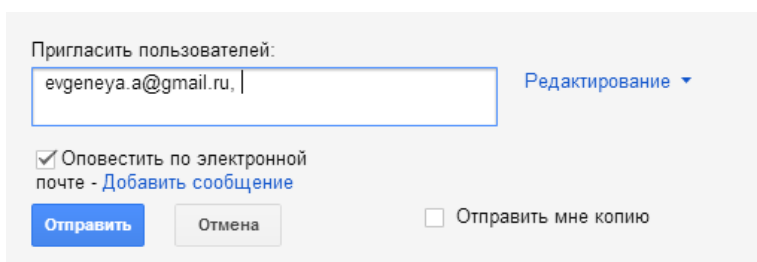 Пригласить пользователей:
evgeneya.a@gmail.ru,
Редактирование
Оповестить по электронной
почте - Добавить сообщение
Отправить
Отмена
Отправить мне копию